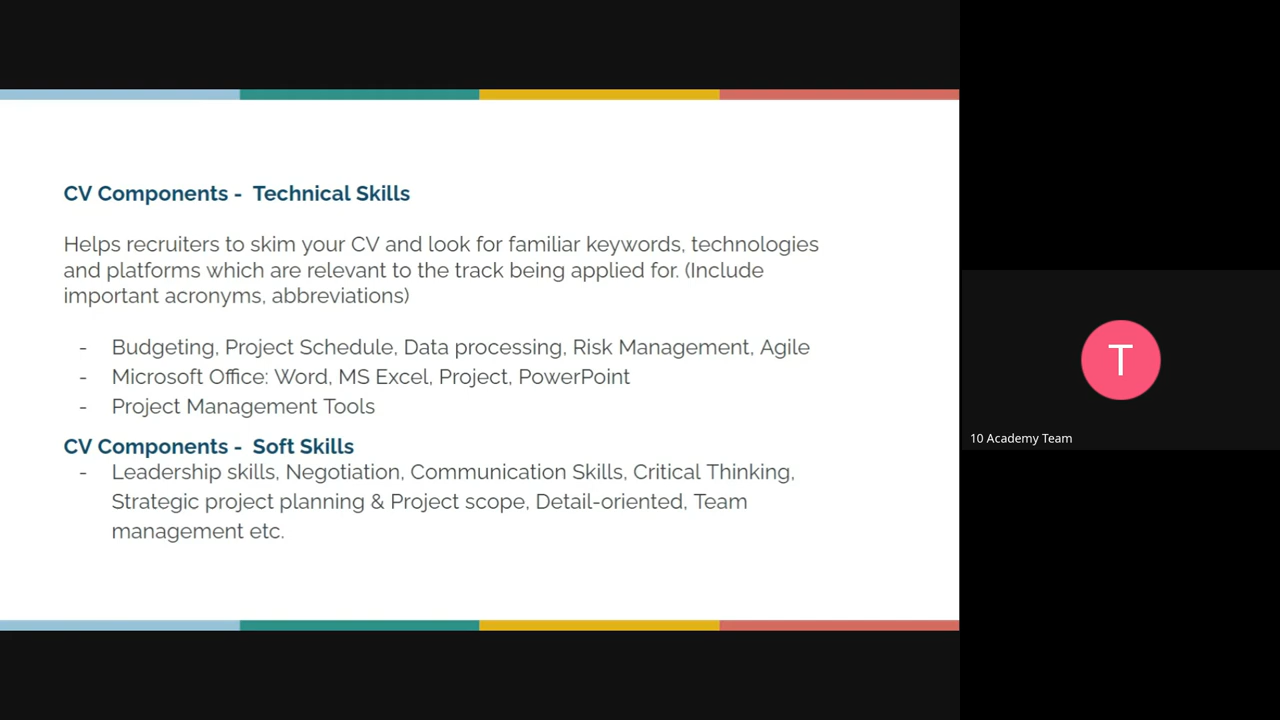 CV Components - Technical Skills
Helps recruiters to skim your CV and look for familiar keywords, technologies
and platforms which are relevant to the track being applied for. (Include
important acronyms, abbreviations)
- Budgeting, Project Schedule, Data processing, Risk Management, Agile
- Microsoft Office: Word, MS Excel, Project, PowerPoint
- Project Management Tools
CV Components - Soft Skills
- Leadership skills, Negotiation, Communication Skills, Critical Thinking,
Strategic project planning & Project scope, Detail-oriented, Team
management etc.
T
10 Academy Team